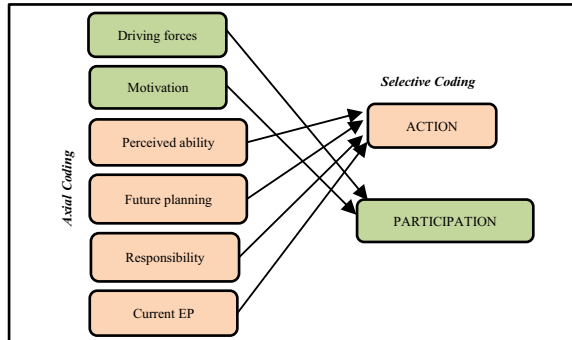 Driving forces
Motivation
Perceived ability
Future planning
Responsibility
Current EP
Axial Coding
Selective Coding
ACTION
PARTICIPATION